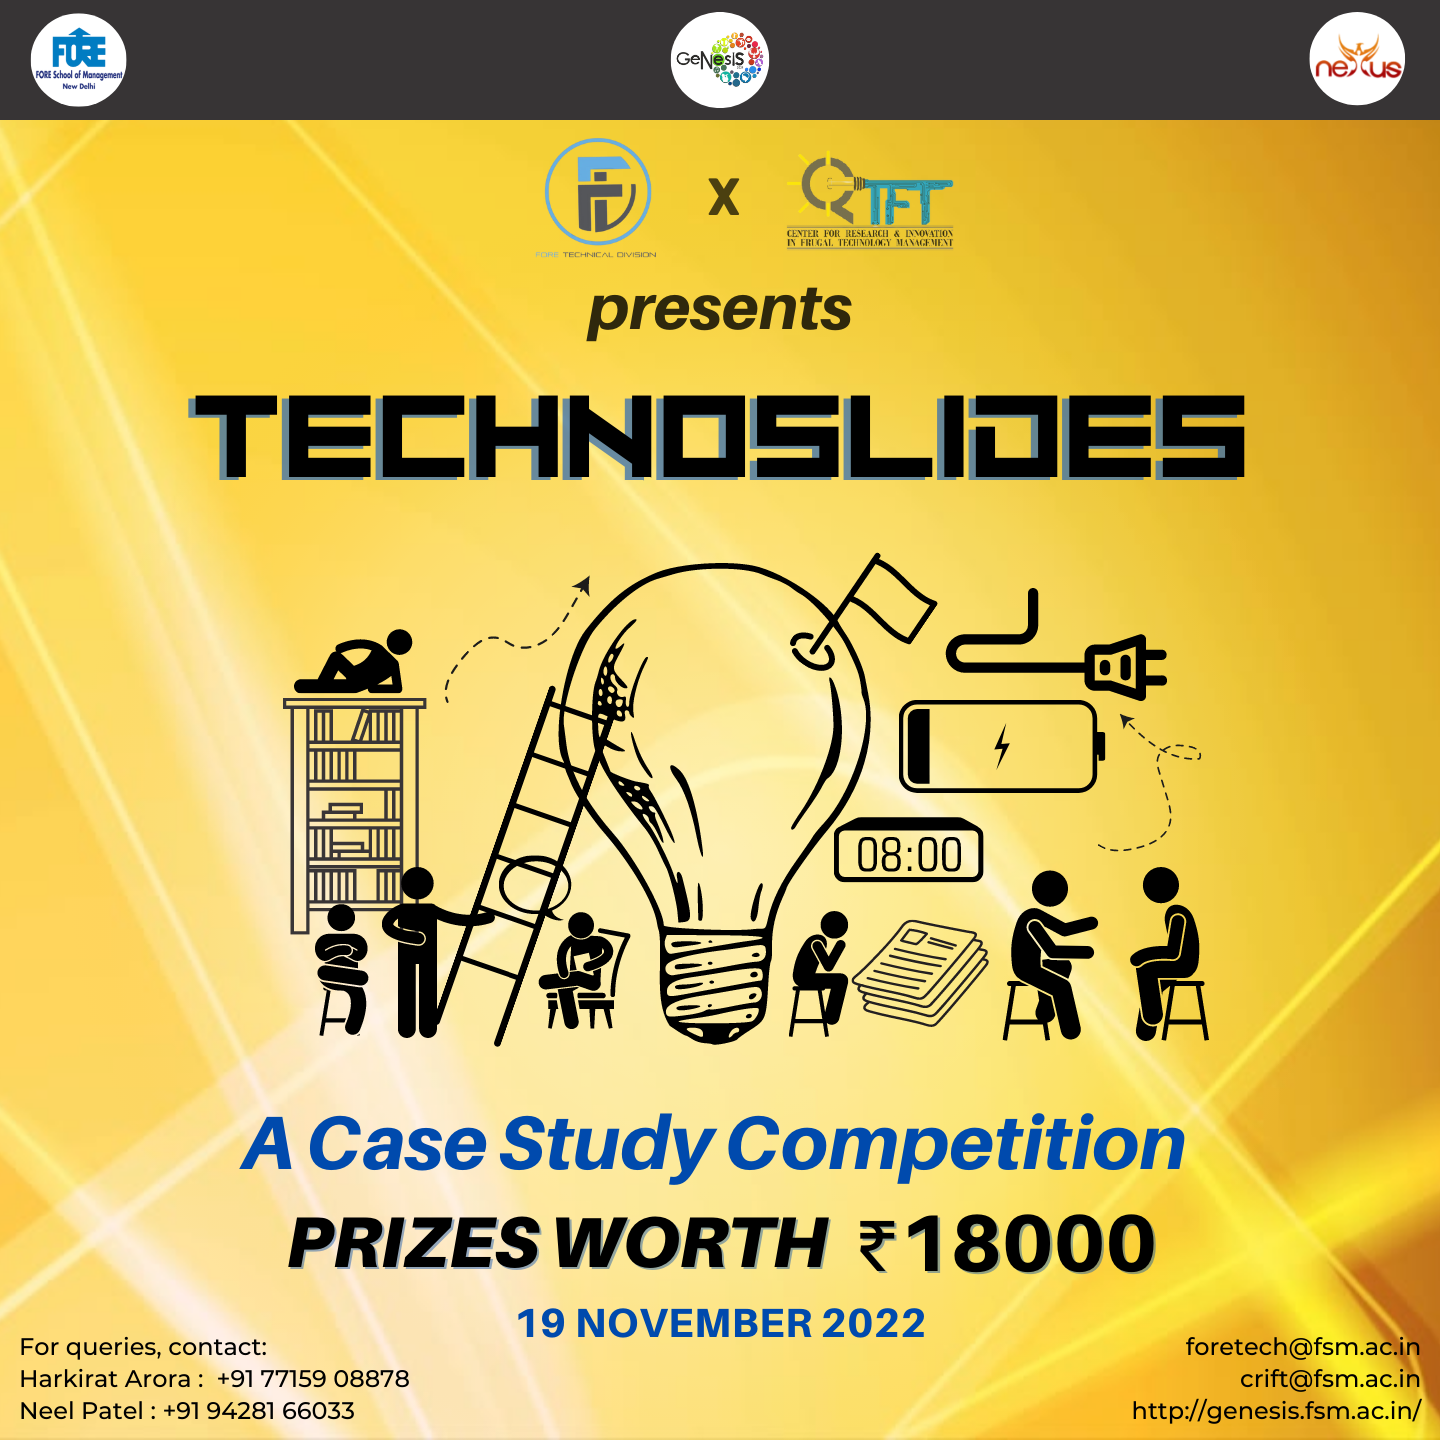 FORE
FORE School of Management
New Delhi
GeNesIS
neXus
FORE TECHNICAL DIVISION
X
CRIFT
CENTER FOR RESEARCH & INNOVATION
IN FRUGAL TECHNOLOGY MANAGEMENT
presents
TECHNOSLIDES
08:00
A Case Study Competition
PRIZES WORTH ₹18000
19 NOVEMBER 2022
For queries, contact:
Harkirat Arora : +91 77159 08878
Neel Patel : +91 94281 66033
foretech@fsm.ac.in
crift@fsm.ac.in
http://genesis.fsm.ac.in/